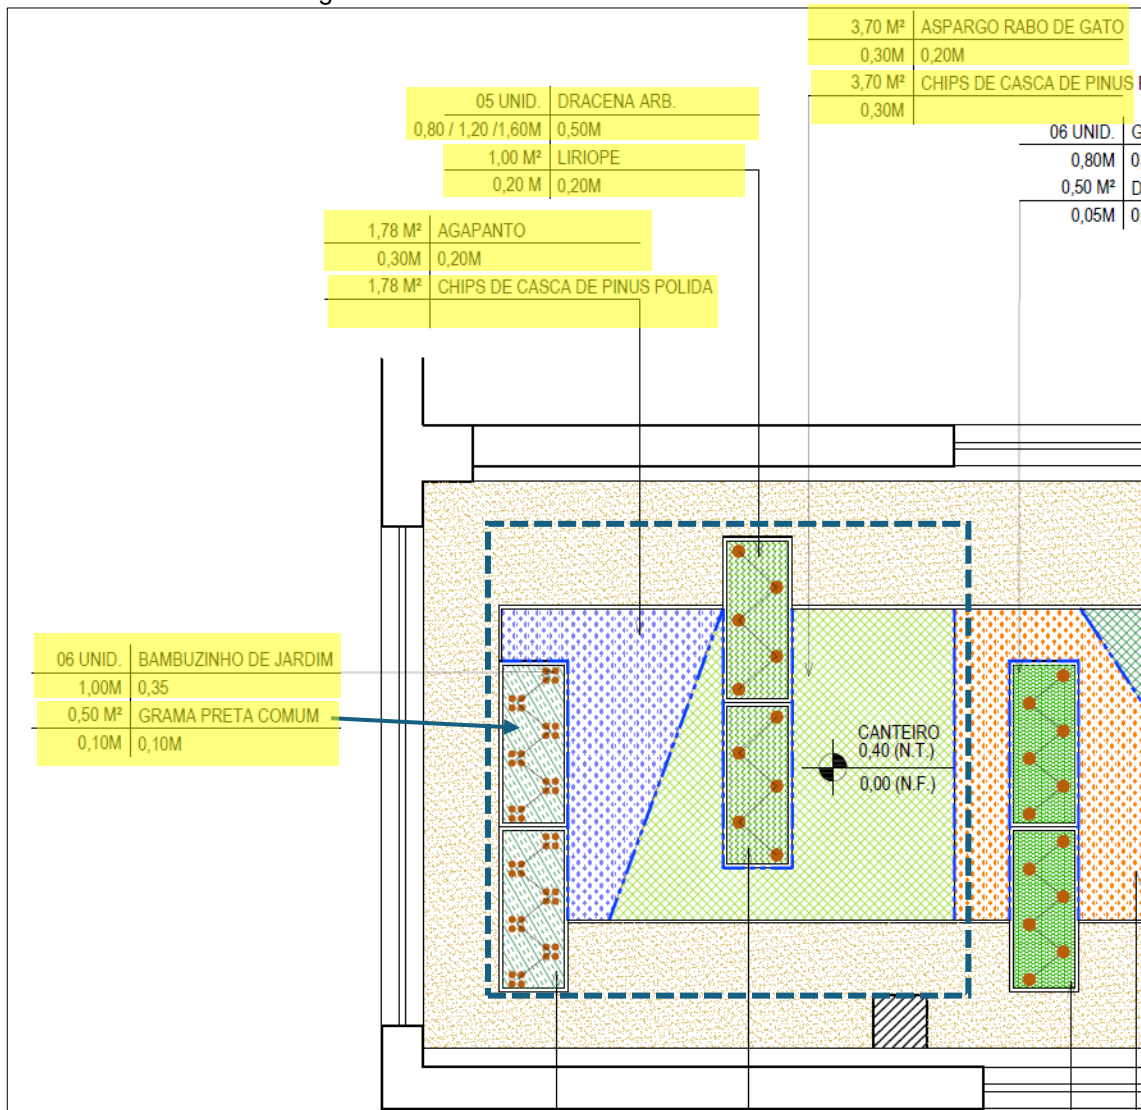 3,70 M² ASPARGO RABO DE GATO
0,30M 0,20M
3,70 M² CHIPS DE CASCA DE PINUS
0,30M
05 UNID. DRACENA ARB.
0,80 / 1,20 /1,60M 0,50M
1,00 M² LIRIOPE
0,20 M 0,20M
06 UNID. G
0,80M 0
0,50 M² D
0,05M 0
1,78 M² AGAPANTO
0,30M 0,20M
1,78 M² CHIPS DE CASCA DE PINUS POLIDA
06 UNID. BAMBUZINHO DE JARDIM
1,00M 0,35
0,50 M² GRAMA PRETA COMUM
0,10M 0,10M
CANTEIRO
0,40 (N.T.)
0,00 (N.F.)